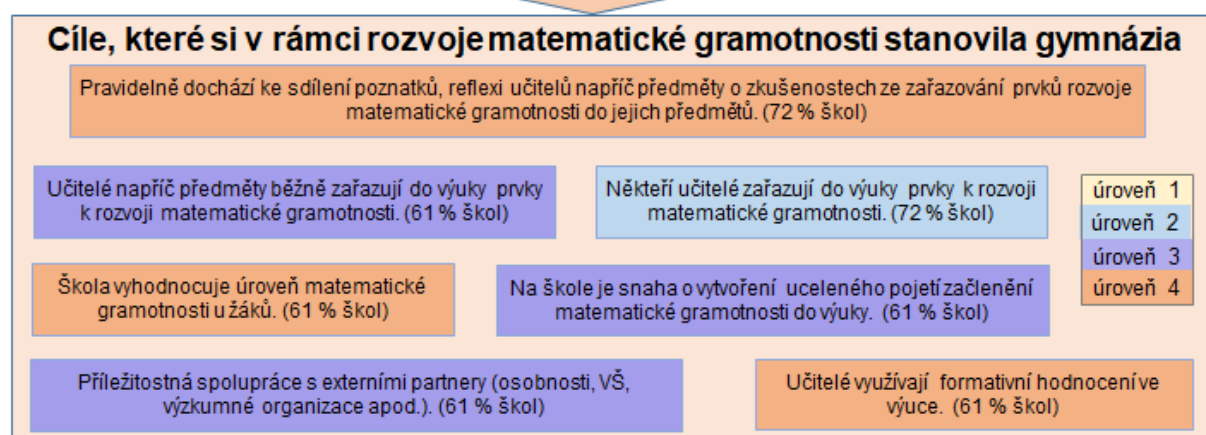 Cíle, které si v rámci rozvoje matematické gramotnosti stanovila gymnázia
Pravidelně dochází ke sdílení poznatků, reflexi učitelů napříč předměty o zkušenostech ze zařazování prvků rozvoje
matematické gramotnosti do jejich předmětů. (72 % škol)
Učitelé napříč předměty běžně zařazují do výuky prvky
k rozvoji matematické gramotnosti. (61 % škol)
Někteří učitelé zařazují do výuky prvky k rozvoji
matematické gramotnosti. (72 % škol)
úroveň 1
úroveň 2
úroveň 3
úroveň 4
Škola vyhodnocuje úroveň matematické
gramotnosti u žáků. (61 % škol)
Na škole je snaha o vytvoření uceleného pojetí začlenění
matematické gramotnosti do výuky. (61 % škol)
Příležitostná spolupráce s externími partnery (osobnosti, VŠ,
výzkumné organizace apod.). (61 % škol)
Učitelé využívají formativní hodnocení ve
výuce. (61 % škol)